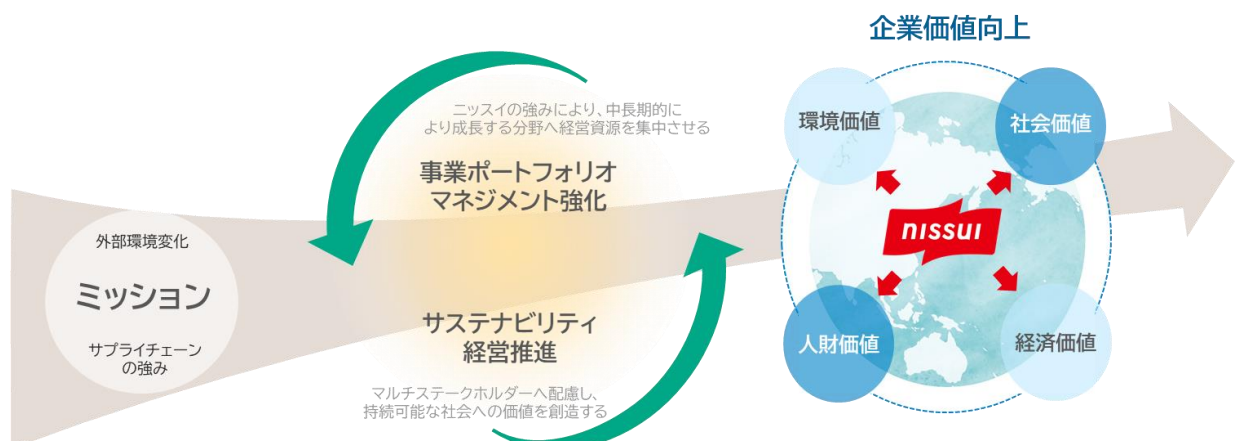 外部環境変化
ミッション
サプライチェーン
の強み
ニッスイの強みにより、中長期的に
より成長する分野へ経営資源を集中させる
事業ポートフォリオ
マネジメント強化
サステナビリティ
経営推進
マルチステークホルダーへ配慮し、
持続可能な社会への価値を創造する
企業価値向上
環境価値
社会価値
nissui
人財価値
経済価値